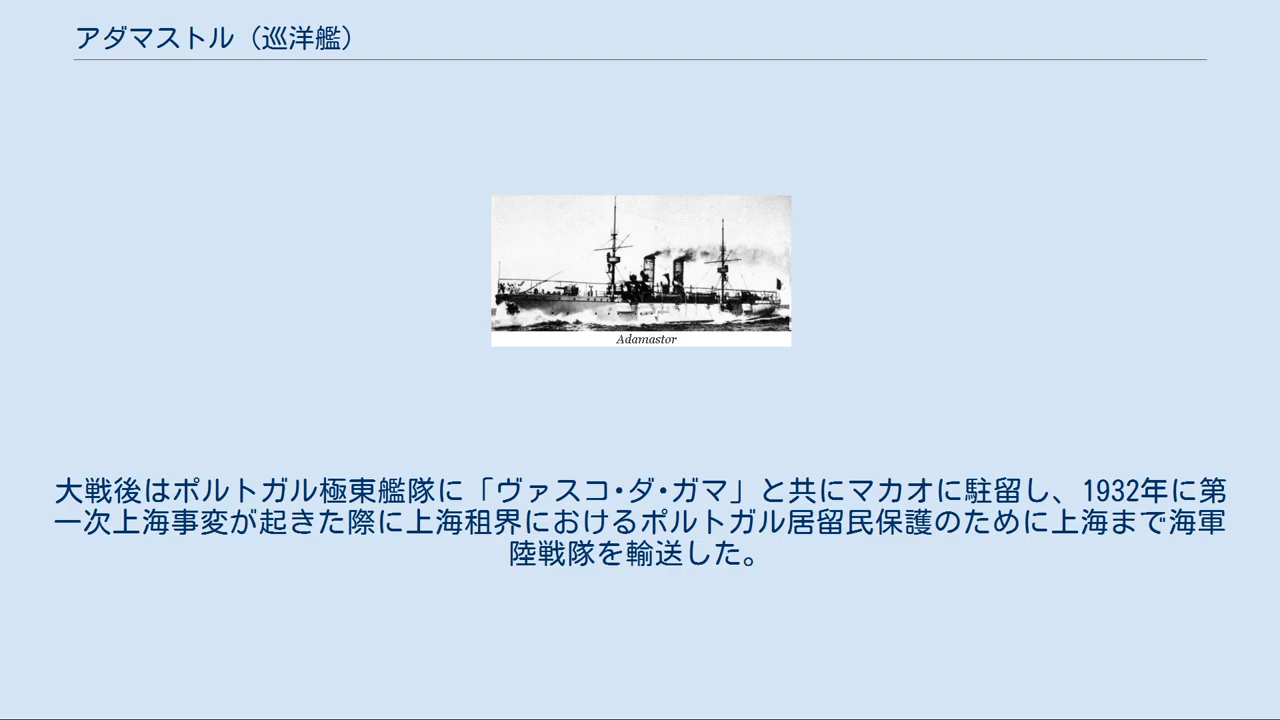 アダマストル（巡洋艦）
Adamastor
大戦後はポルトガル極東艦隊に「ヴァスコ・ダ・ガマ」と共にマカオに駐留し、1932年に第
一次上海事変が起きた際に上海租界におけるポルトガル居留民保護のために上海まで海軍
陸戦隊を輸送した。